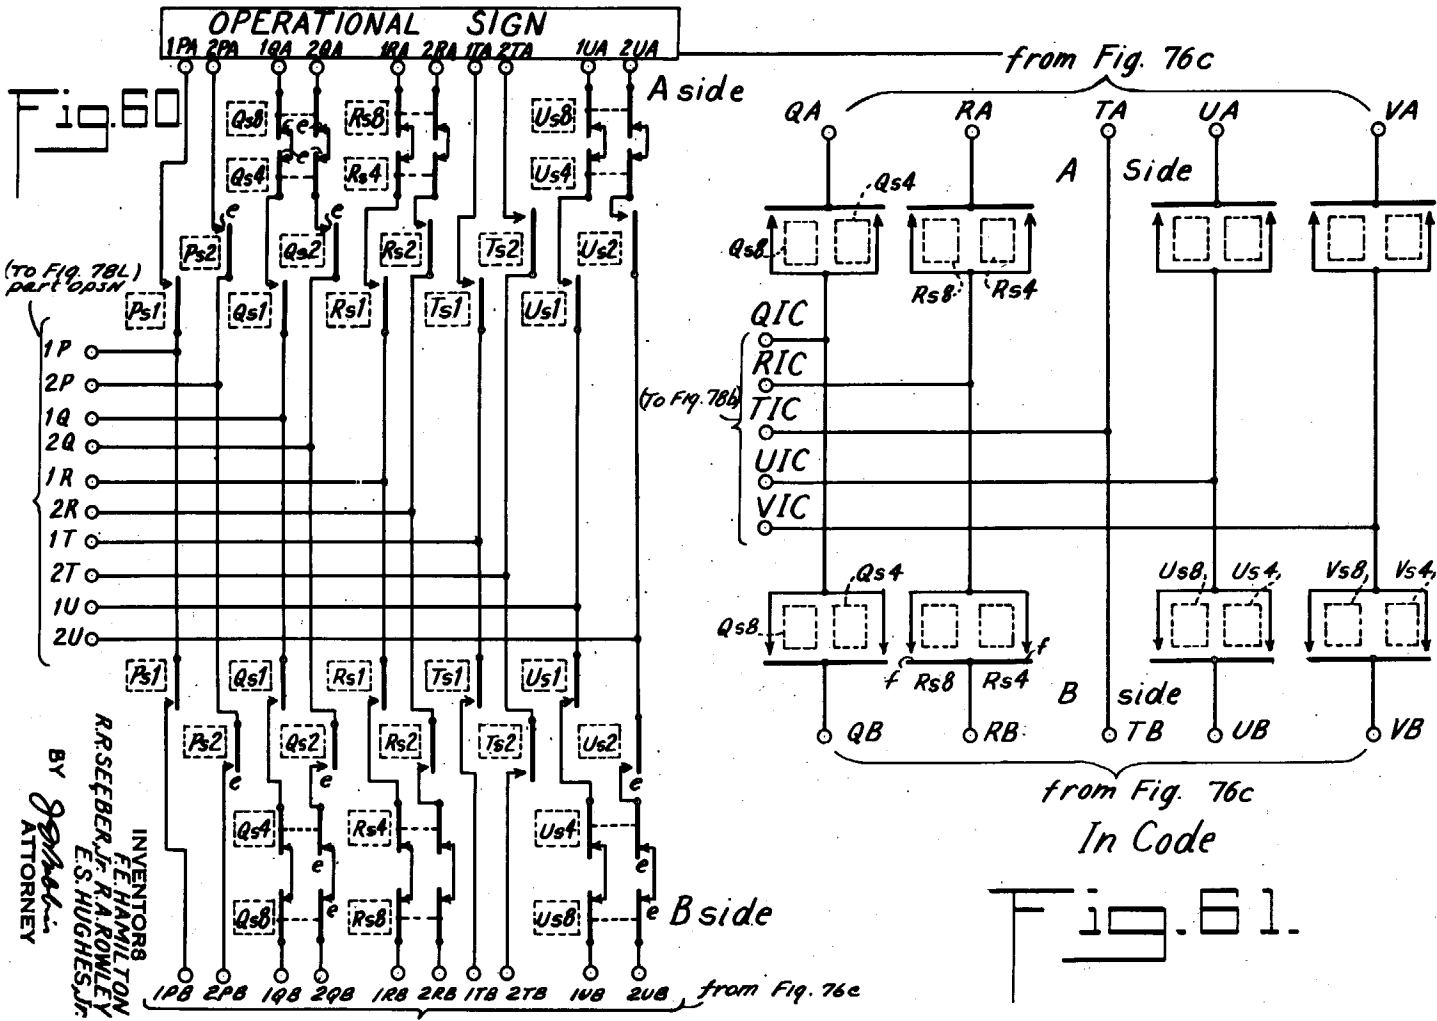 OPERATIONAL SIGN
1PA 2PA 1QA 2QA 1RA 2RA 1TA 2TA 1UA 2UA
Fig. 60
A side
Qs8 e Rs8 Us8
Qs4 e Rs4 Us4
Ps2 e Qs2 e Rs2 Ts2 Us2
(To Fig. 78L)
part opsn
Ps1 Qs1 Rs1 Ts1 Us1
1P
2P
1Q
2Q
1R
2R
1T
2T
1U
2U
Ps1 Qs1 Rs1 Ts1 Us1
Ps2 e Qs2 e Rs2 Ts2 Us2 e
Qs4 e Rs4 Us4 e
Qs8 e Rs8 Us8 e
B side
1PB 2PB 1QB 2QB 1RB 2RB 1TB 2TB 1UB 2UB
from Fig. 76c
INVENTORS
F.E. HAMILTON
R.R. SEEBER, Jr. R.A. ROWLEY
E.S. HUGHES, Jr.
BY
ATTORNEY
from Fig. 76c
QA RA TA UA VA
A Side
Qs4
Qs8 Rs8 Rs4
QIC
RIC
(To Fig. 78b)
TIC
UIC
VIC
Qs4 Us8, Us4, Vs8, Vs4,
Qs8
f Rs8 Rs4 f
B side
QB RB TB UB VB
from Fig. 76c
In Code
Fig. 61.